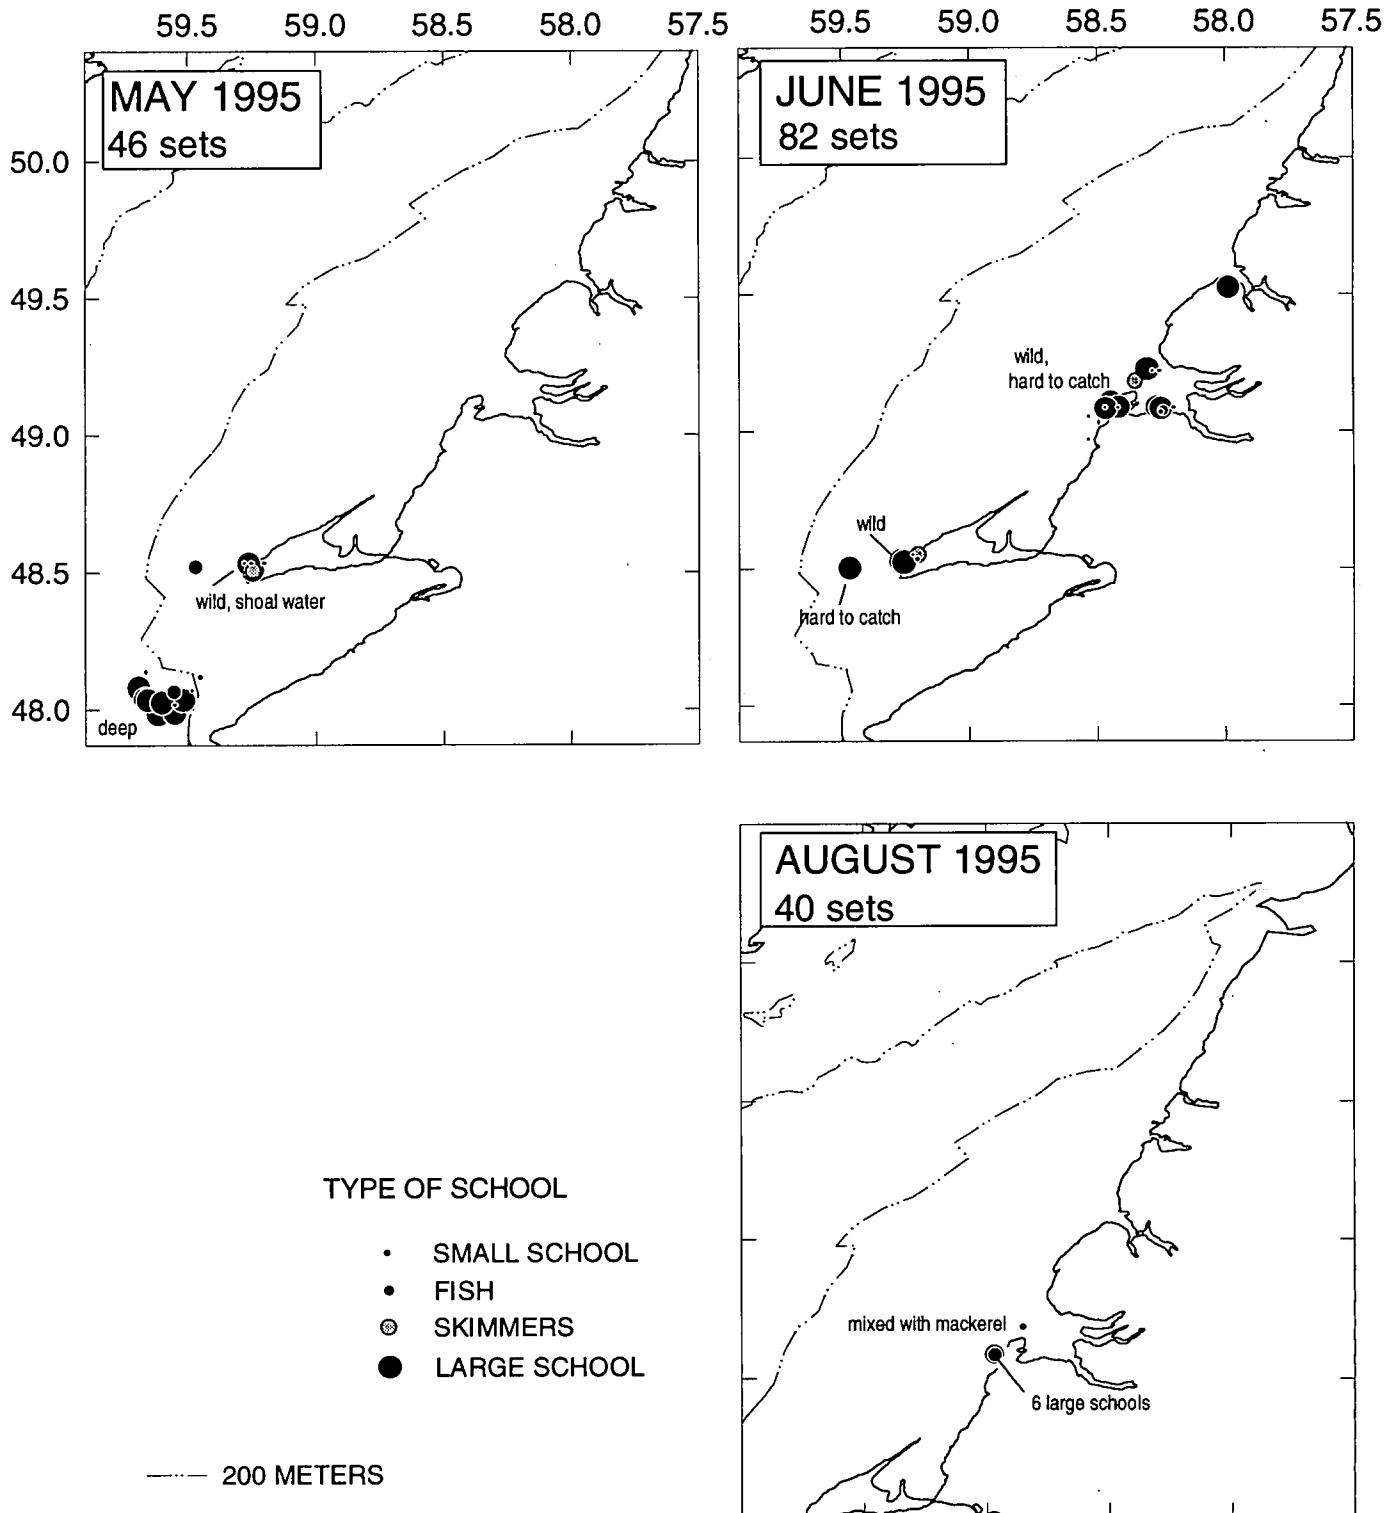 59.5 59.0 58.5 58.0 57.5
59.5 59.0 58.5 58.0 57.5
MAY 1995
46 sets
50.0
49.5
49.0
48.5
48.0
wild, shoal water
deep
JUNE 1995
82 sets
wild,
hard to catch
wild
hard to catch
AUGUST 1995
40 sets
mixed with mackerel
6 large schools
TYPE OF SCHOOL
SMALL SCHOOL
FISH
SKIMMERS
LARGE SCHOOL
200 METERS